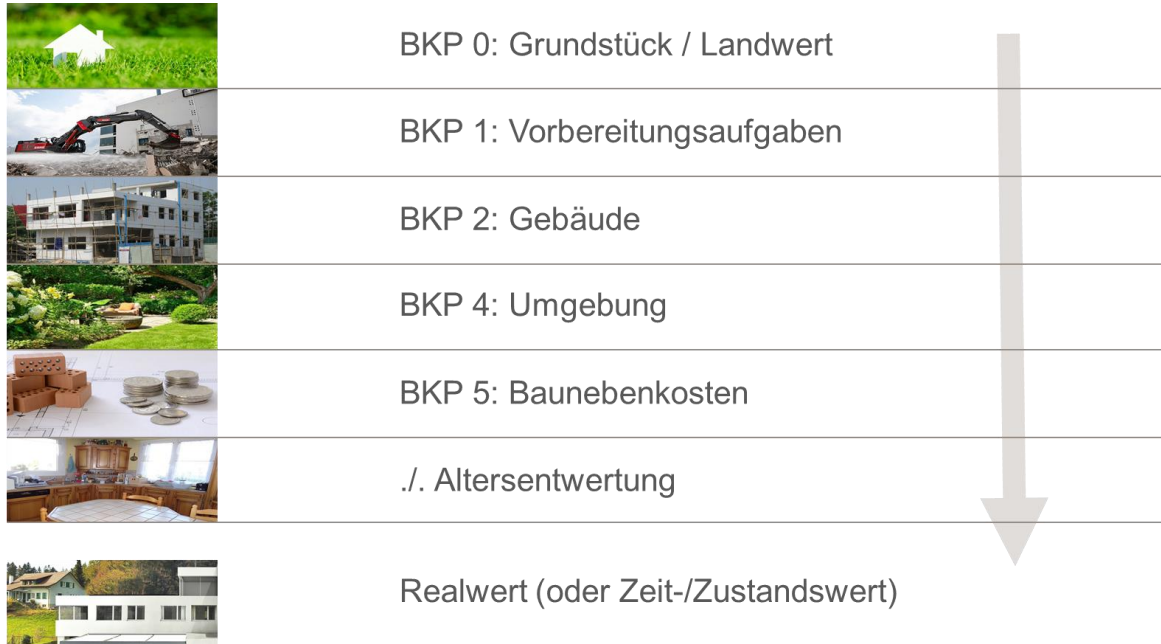 BKP 0: Grundstück / Landwert
BKP 1: Vorbereitungsaufgaben
BKP 2: Gebäude
BKP 4: Umgebung
BKP 5: Baunebenkosten
./. Altersentwertung
Realwert (oder Zeit-/Zustandswert)